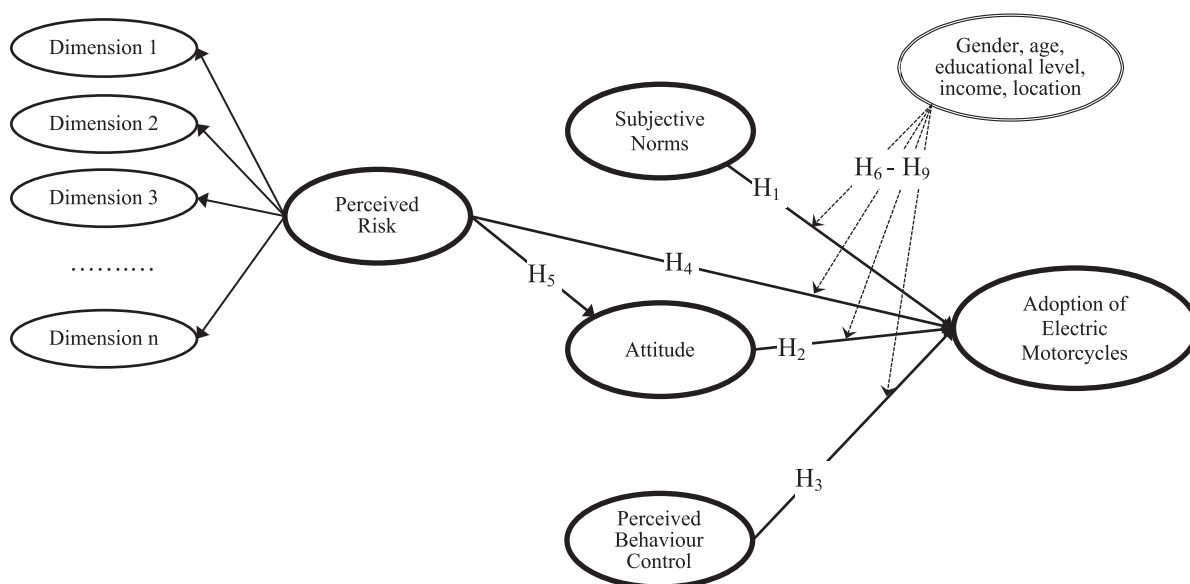 Dimension 1
Dimension 2
Dimension 3
..........
Dimension n
Perceived
Risk
Subjective
Norms
Gender, age,
educational level,
income, location
H₆ - H₉
H₁
H₄
H₅
Attitude
H₂
Adoption of
Electric
Motorcycles
H₃
Perceived
Behaviour
Control